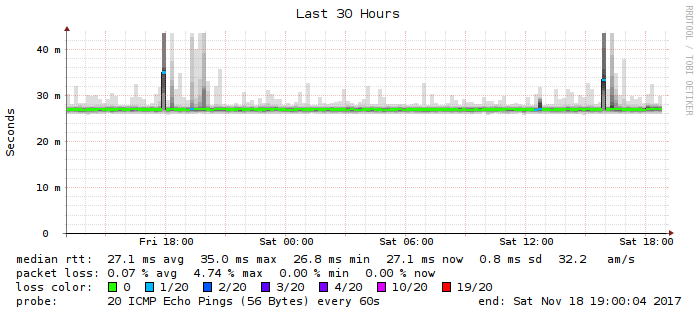 Last 30 Hours
RRDTOOL / TOBI OETIKER
Seconds
40 m
30 m
20 m
10 m
0
Fri 18:00 Sat 00:00 Sat 06:00 Sat 12:00 Sat 18:00
median rtt: 27.1 ms avg 35.0 ms max 26.8 ms min 27.1 ms now 0.8 ms sd 32.2 am/s
packet loss: 0.07 % avg 4.74 % max 0.00 % min 0.00 % now
loss color: 0 1/20 2/20 3/20 4/20 10/20 19/20
probe: 20 ICMP Echo Pings (56 Bytes) every 60s end: Sat Nov 18 19:00:04 2017